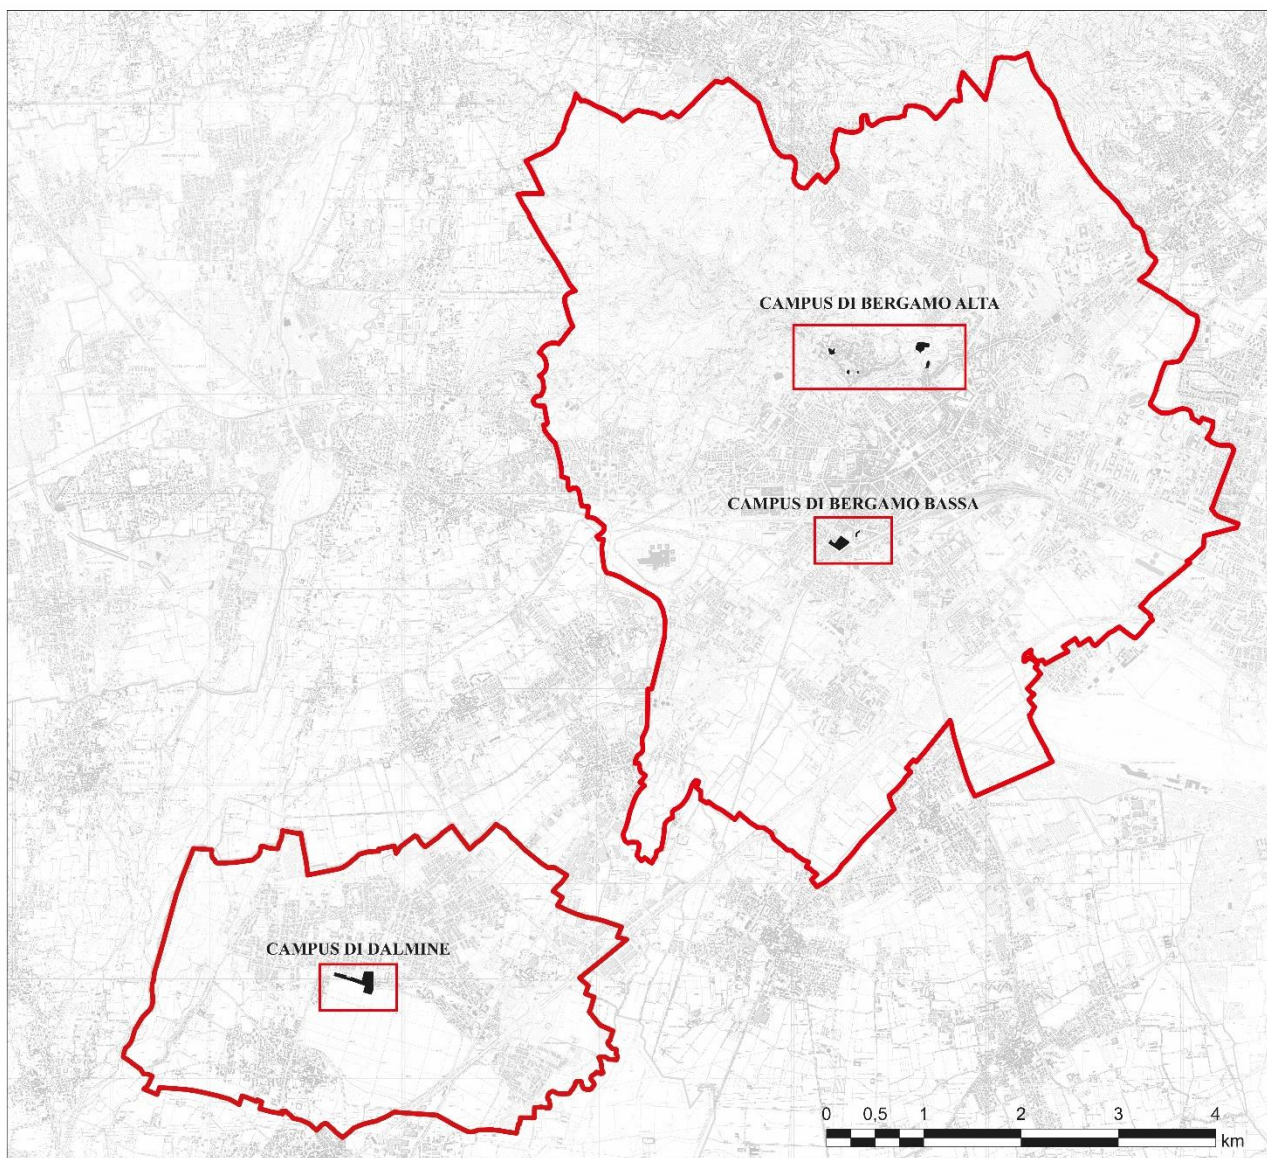 CAMPUS DI BERGAMO ALTA
CAMPUS DI BERGAMO BASSA
CAMPUS DI DALMINE
0 0,5 1 2 3 4
km